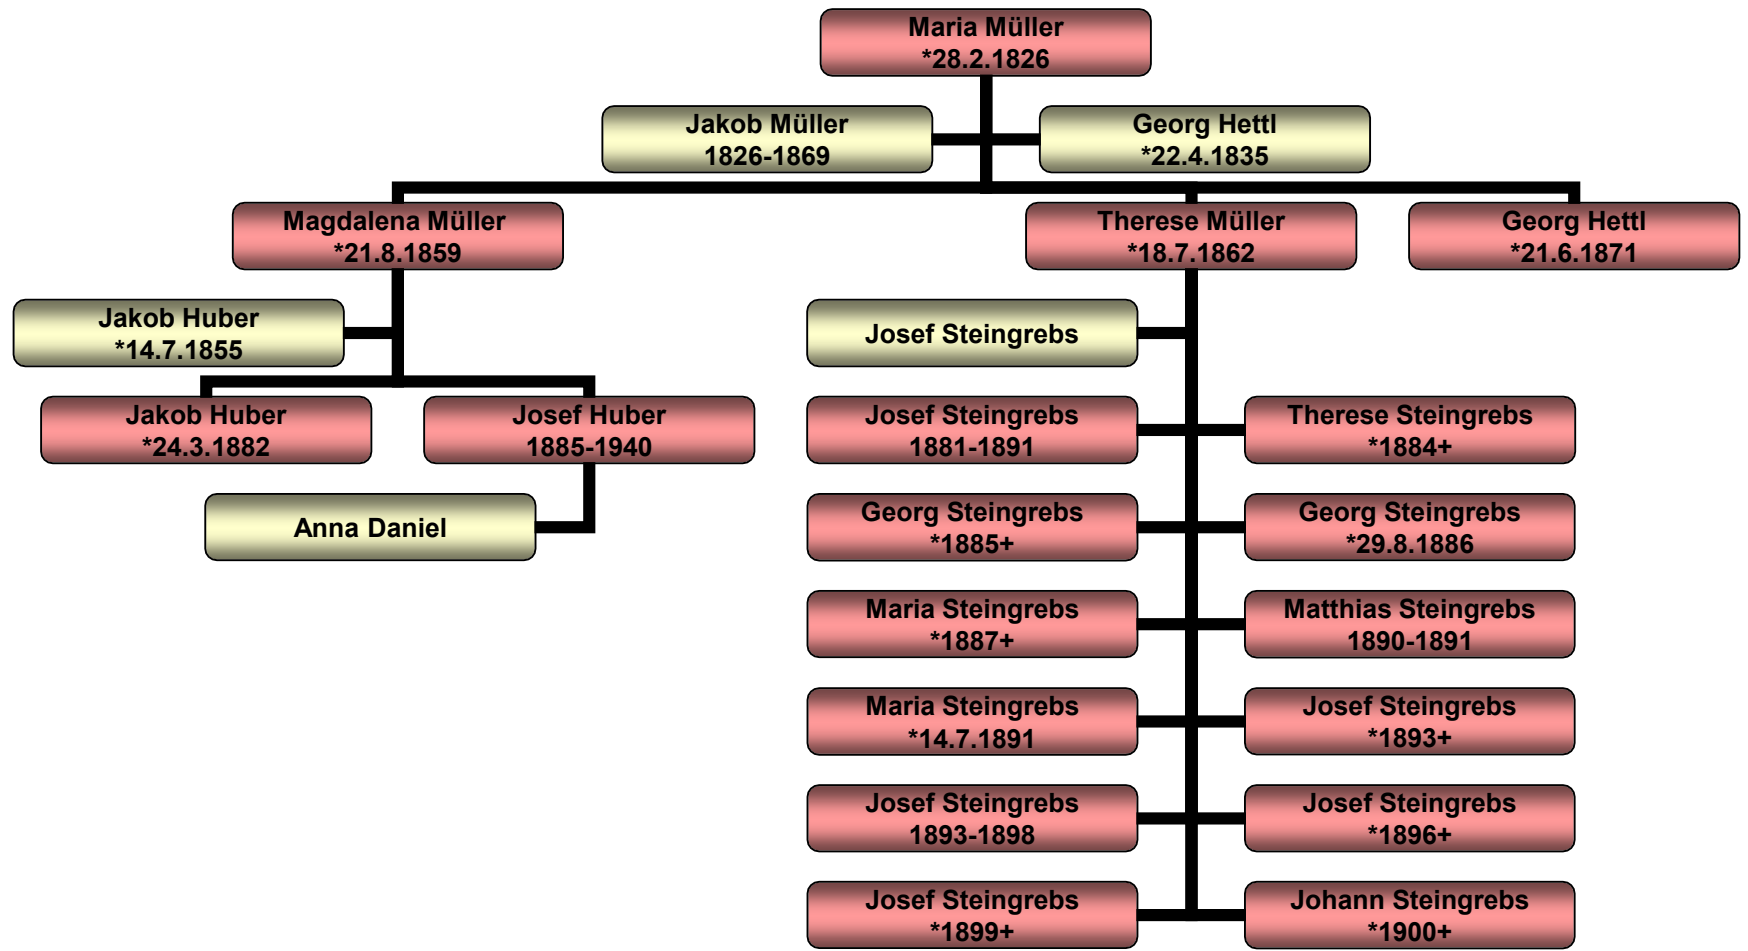 Maria Müller
*28.2.1826
Jakob Müller
1826-1869
Georg Hettl
*22.4.1835
Magdalena Müller
*21.8.1859
Therese Müller
*18.7.1862
Georg Hettl
*21.6.1871
Jakob Huber
*14.7.1855
Josef Steingrebs
Jakob Huber
*24.3.1882
Josef Huber
1885-1940
Josef Steingrebs
1881-1891
Therese Steingrebs
*1884+
Anna Daniel
Georg Steingrebs
*1885+
Georg Steingrebs
*29.8.1886
Maria Steingrebs
*1887+
Matthias Steingrebs
1890-1891
Maria Steingrebs
*14.7.1891
Josef Steingrebs
*1893+
Josef Steingrebs
1893-1898
Josef Steingrebs
*1896+
Josef Steingrebs
*1899+
Johann Steingrebs
*1900+